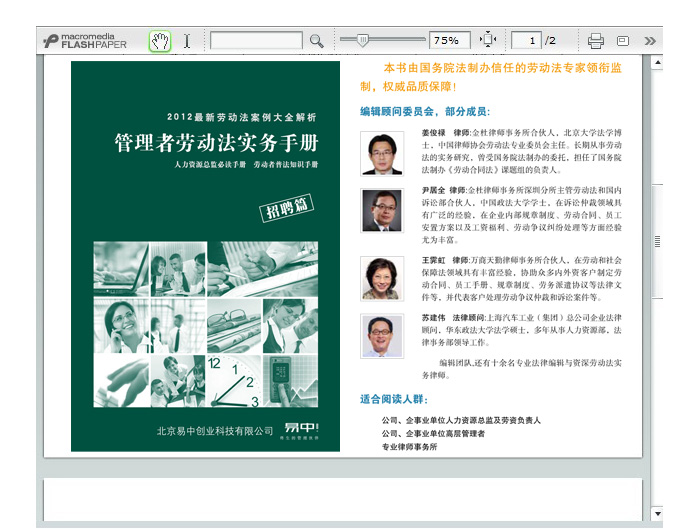 macromedia
FLASHPAPER
75%
1 /2
2012最新劳动法案例大全解析
管理者劳动法实务手册
人力资源总监必读手册 劳动者普法知识手册
招聘篇
12
1
2
3
北京易中创业科技有限公司
易中!
本书由国务院法制办信任的劳动法专家领衔监
制，权威品质保障！
编辑顾问委员会，部分成员:
姜俊禄 律师:金杜律师事务所合伙人，北京大学法学博
士，中国律师协会劳动法专业委员会主任。长期从事劳动
法的实务研究，曾受国务院法制办的委托，担任了国务院
法制办《劳动合同法》课题组的负责人。
尹居全 律师:金杜律师事务所深圳分所主管劳动法和国内
诉讼部合伙人，中国政法大学学士，在诉讼仲裁领域具
有广泛的经验，在企业内部规章制度、劳动合同、员工
安置方案以及工资福利、劳动争议纠纷处理等方面经验
尤为丰富。
王霁虹 律师:万商天勤律师事务所合伙人，在劳动和社会
保障法领域具有丰富经验，协助众多内外资客户制定劳
动合同、员工手册、规章制度、劳务派遣协议等法律文
件等，并代表客户处理劳动争议仲裁和诉讼案件等。
苏建伟 法律顾问:上海汽车工业（集团）总公司企业法律
顾问，华东政法大学法学硕士，多年从事人力资源部，法
律事务部领导工作。
编辑团队,还有十余名专业法律编辑与资深劳动法实
务律师。
适合阅读人群：
公司、企事业单位人力资源总监及劳资负责人
公司、企事业单位高层管理者
专业律师事务所